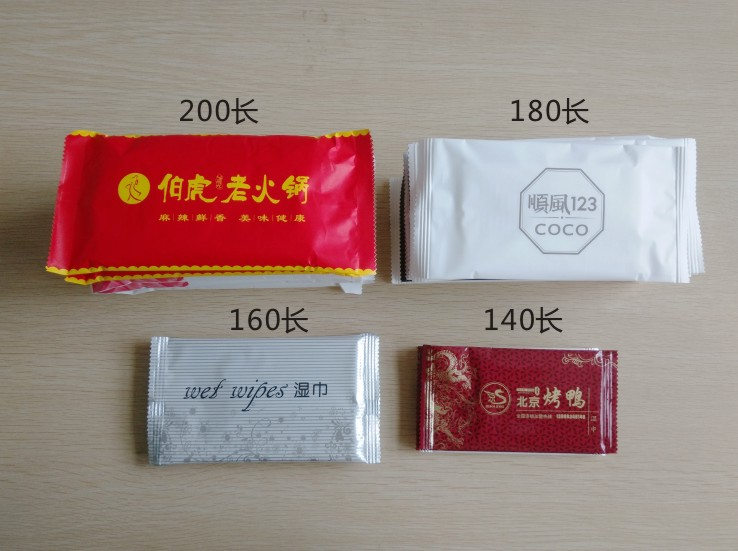 200长
180长
伯虎老火锅
麻辣鲜香 美味健康
順風123
COCO
160长
140长
wet wipes 湿巾
北京烤鸭
湿巾